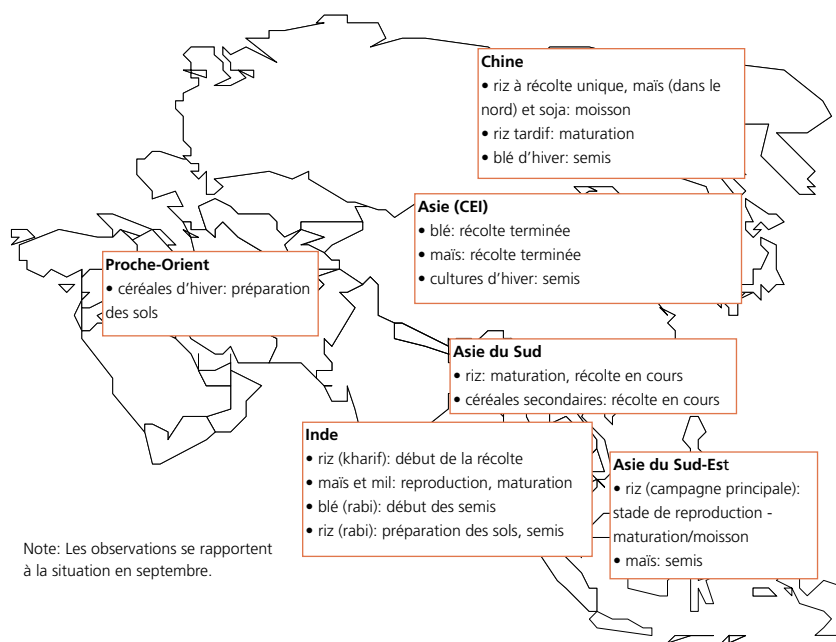 Chine
• riz à récolte unique, maïs (dans le
nord) et soja: moisson
• riz tardif: maturation
• blé d'hiver: semis
Asie (CEI)
• blé: récolte terminée
• maïs: récolte terminée
• cultures d'hiver: semis
Proche-Orient
• céréales d'hiver: préparation
des sols
Asie du Sud
• riz: maturation, récolte en cours
• céréales secondaires: récolte en cours
Inde
• riz (kharif): début de la récolte
• maïs et mil: reproduction, maturation
• blé (rabi): début des semis
• riz (rabi): préparation des sols, semis
Asie du Sud-Est
• riz (campagne principale):
stade de reproduction -
maturation/moisson
• maïs: semis
Note: Les observations se rapportent
à la situation en septembre.